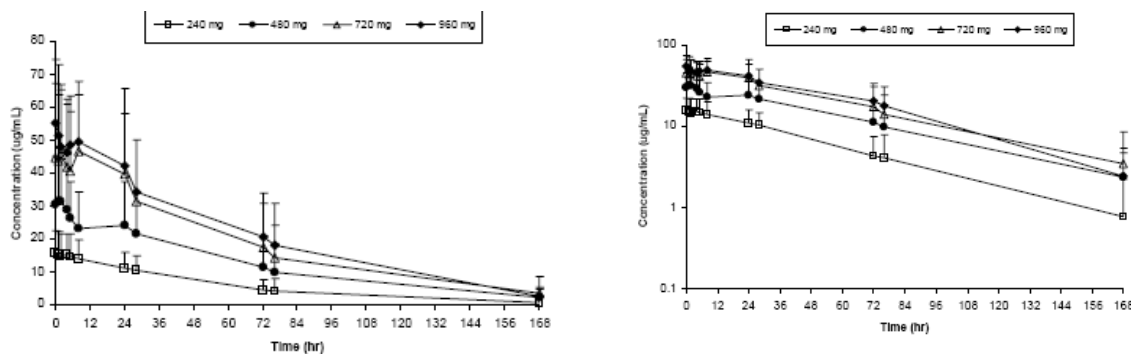 240 mg 480 mg 720 mg 960 mg
80
70
60
50
40
30
20
10
0
Concentration (ug/mL)
0 12 24 36 48 60 72 84 96 108 120 132 144 156 168
Time (hr)
240 mg 480 mg 720 mg 960 mg
100
10
1
0.1
Concentration (ug/mL)
0 12 24 36 48 60 72 84 96 108 120 132 144 156 168
Time (hr)